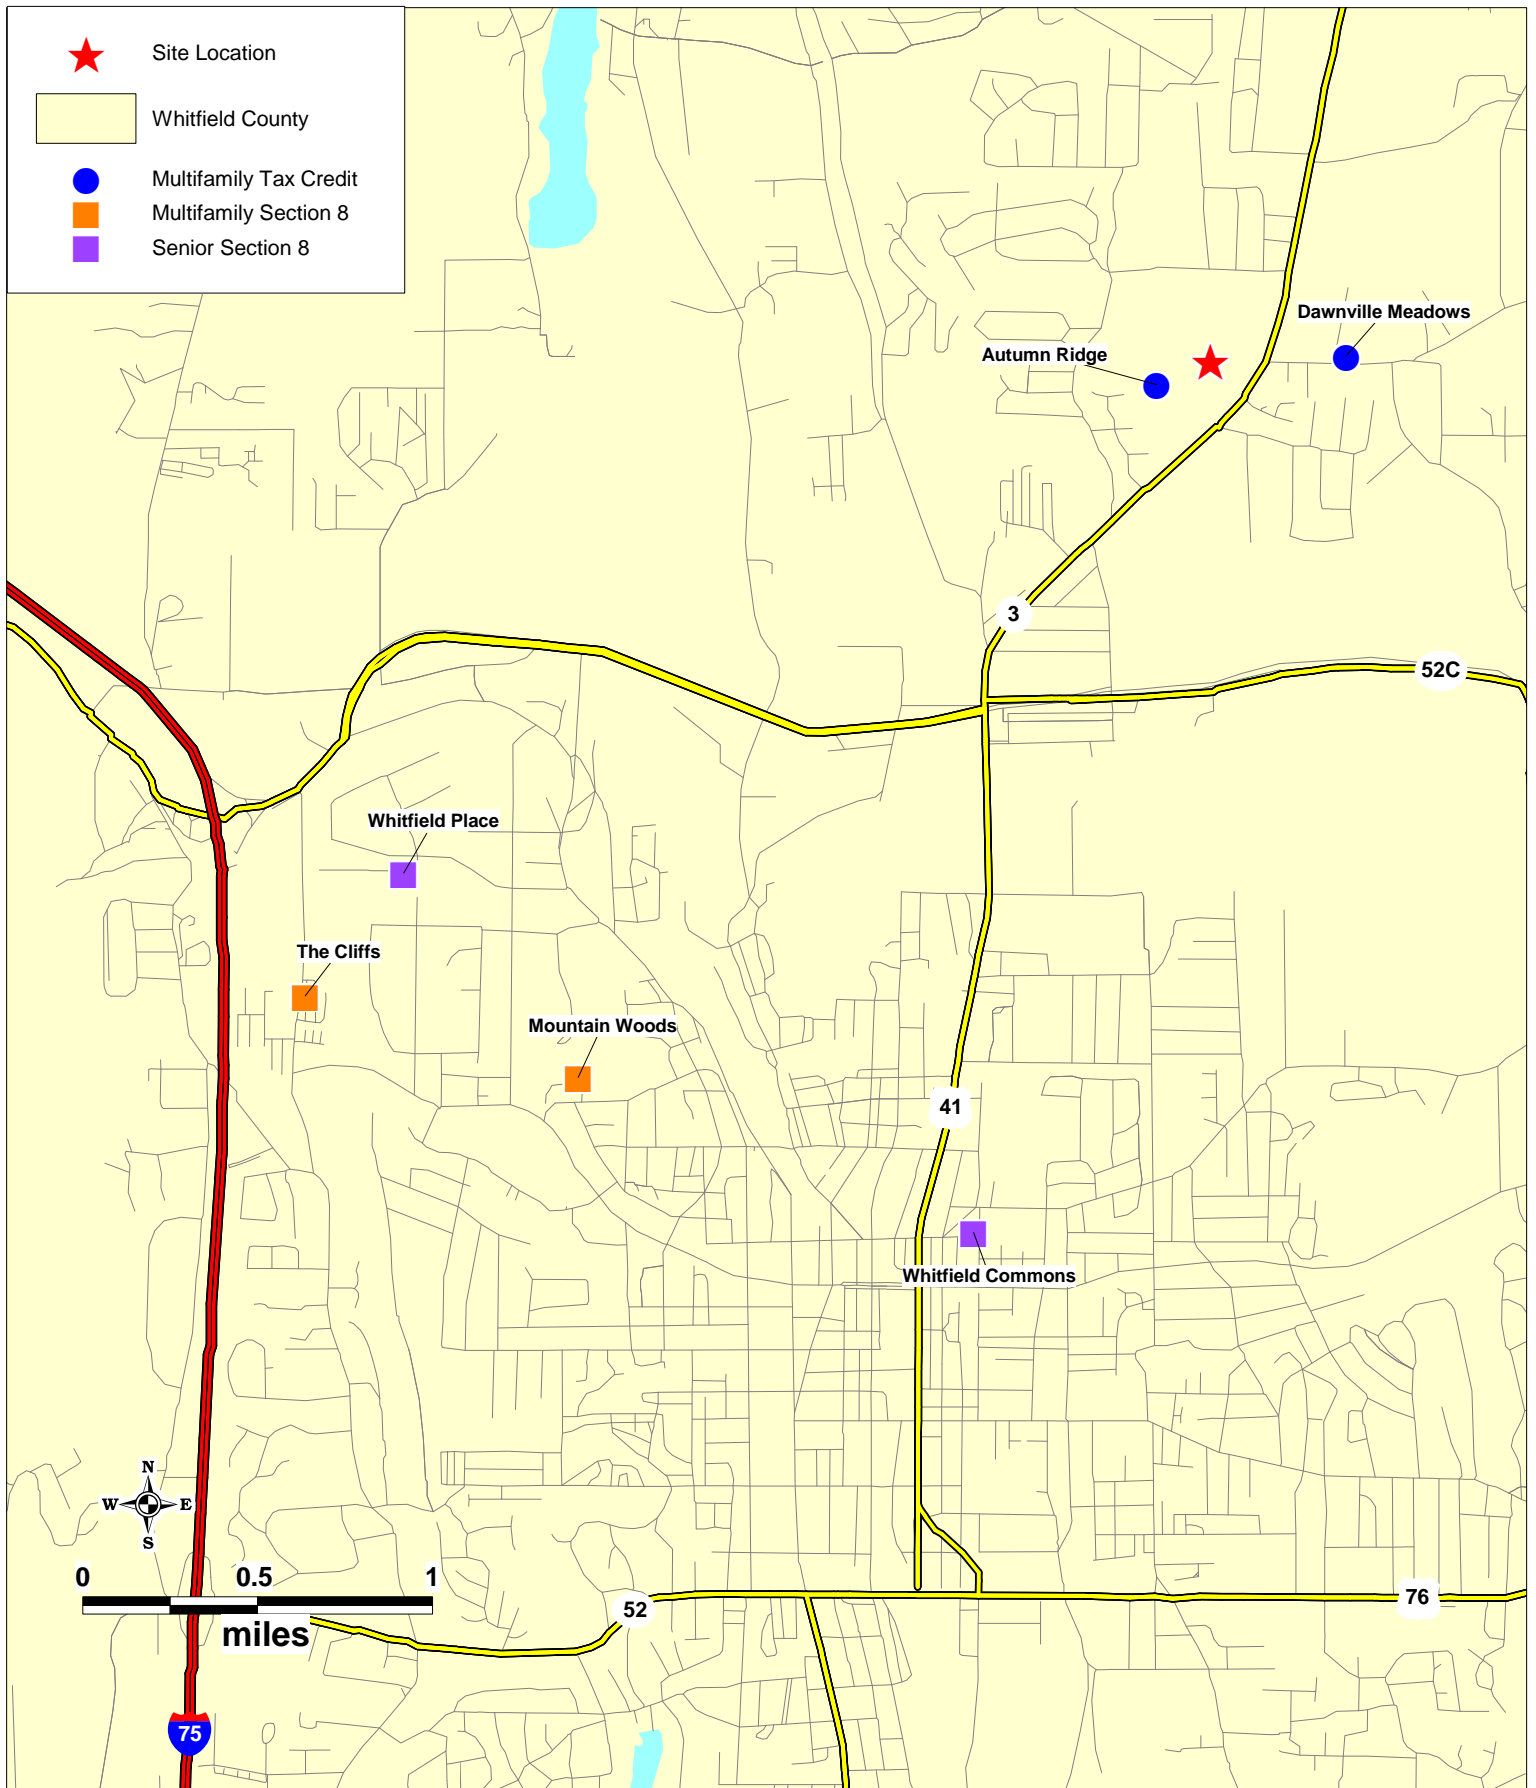 Site Location
Whitfield County
Multifamily Tax Credit
Multifamily Section 8
Senior Section 8
Dawnville Meadows
Autumn Ridge
3
52C
Whitfield Place
The Cliffs
Mountain Woods
41
Whitfield Commons
N
W E
S
0 0.5 1
miles
52
76
75